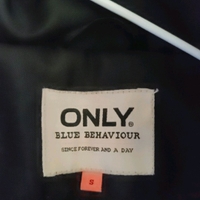 ONLY®
BLUE BEHAVIOUR
SINCE FOREVER AND A DAY
S